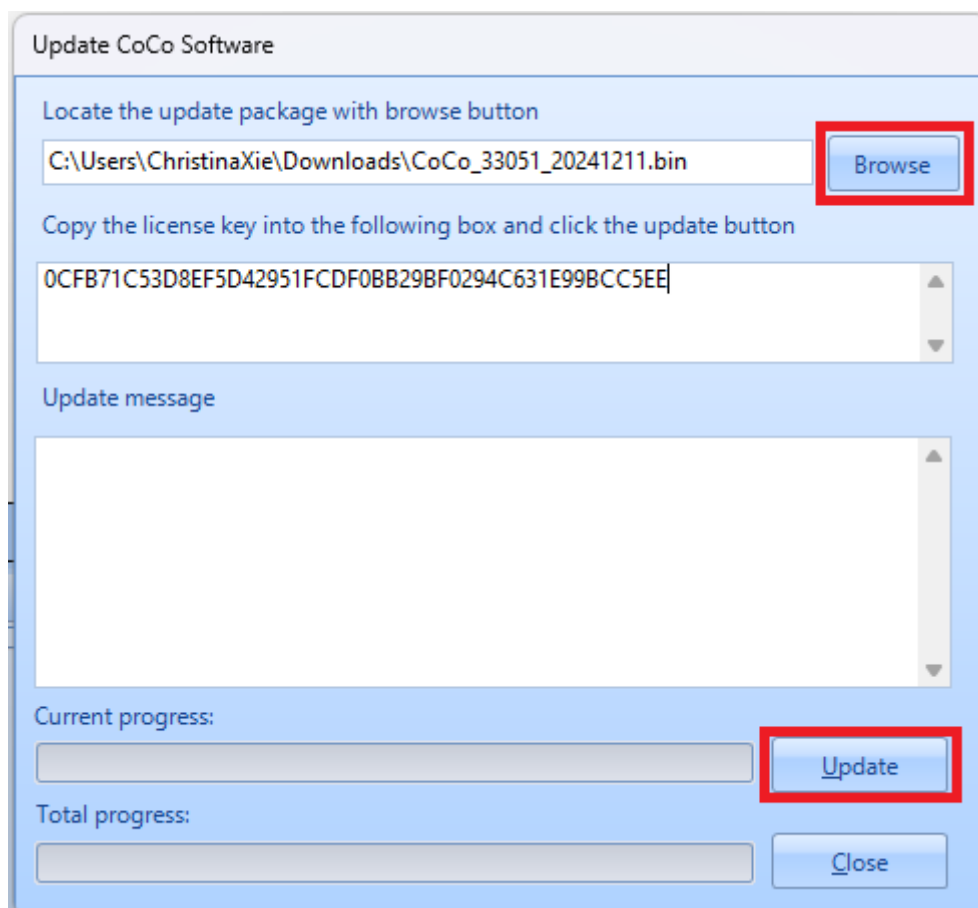 Update CoCo Software
Locate the update package with browse button
C:\Users\ChristinaXie\Downloads\CoCo_33051_20241211.bin
Browse
Copy the license key into the following box and click the update button
0CFB71C53D8EF5D42951FCDF0BB29BF0294C631E99BCC5EE
Update message
Current progress:
Update
Total progress:
Close